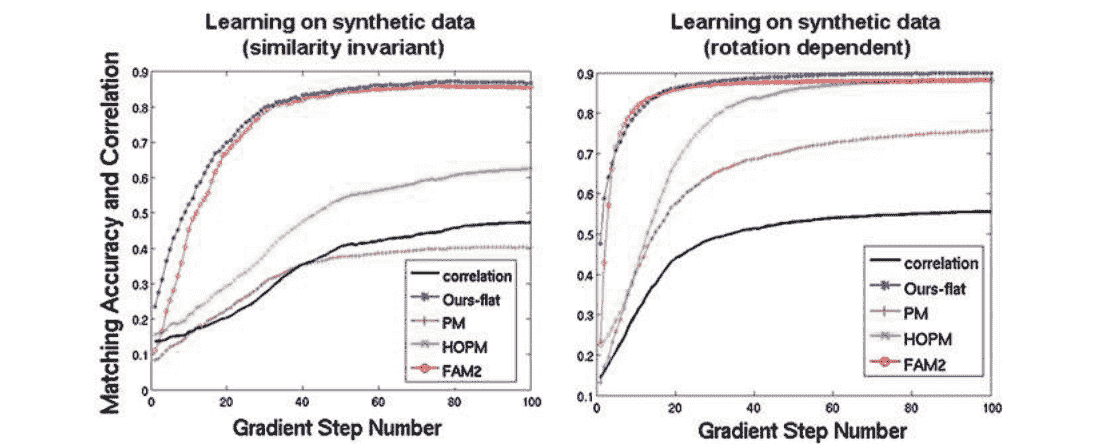 Learning on synthetic data
(similarity invariant)
Matching Accuracy and Correlation
0.9
0.8
0.7
0.6
0.5
0.4
0.3
0.2
0.1
0
0 20 40 60 80 100
Gradient Step Number
correlation
Ours-flat
PM
HOPM
FAM2
Learning on synthetic data
(rotation dependent)
0.9
0.8
0.7
0.6
0.5
0.4
0.3
0.2
0.1
0 20 40 60 80 100
Gradient Step Number
correlation
Ours-flat
PM
HOPM
FAM2